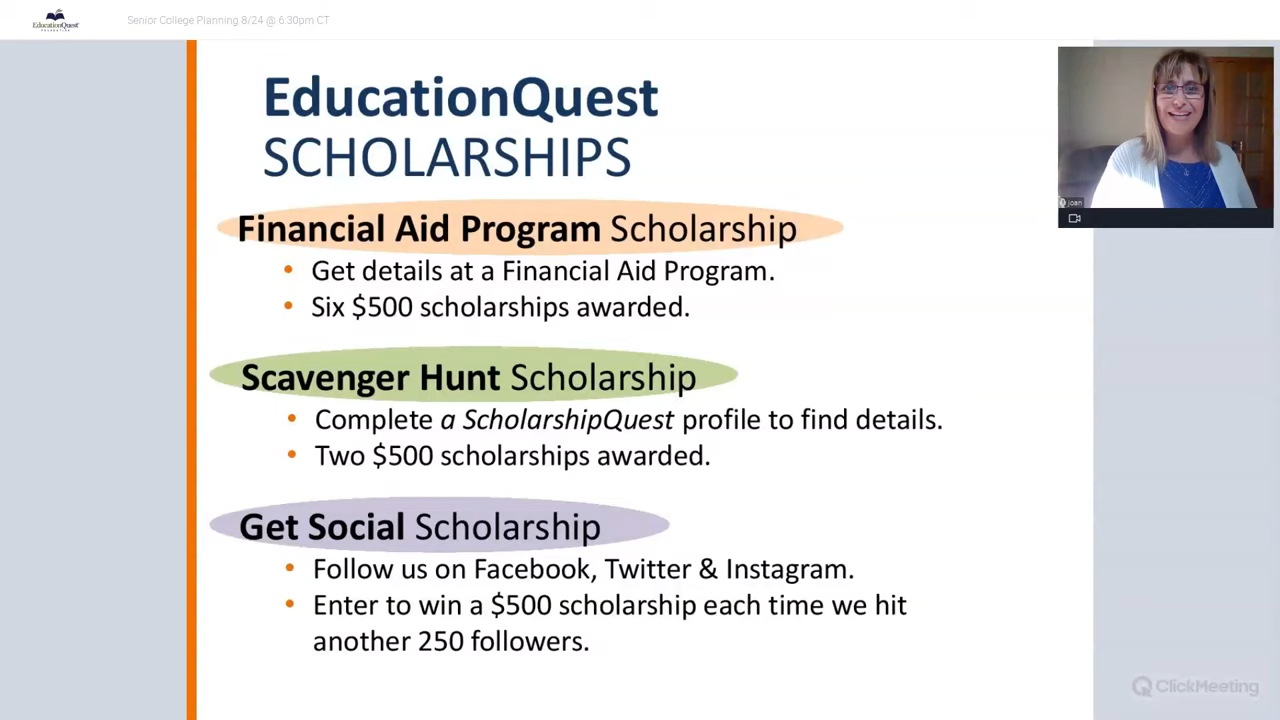 EducationQuest
FOUNDATION
Senior College Planning 8/24 @ 6:30pm CT
EducationQuest
SCHOLARSHIPS
Financial Aid Program Scholarship
• Get details at a Financial Aid Program.
• Six $500 scholarships awarded.
Scavenger Hunt Scholarship
• Complete a ScholarshipQuest profile to find details.
• Two $500 scholarships awarded.
Get Social Scholarship
• Follow us on Facebook, Twitter & Instagram.
• Enter to win a $500 scholarship each time we hit
another 250 followers.
joan
ClickMeeting